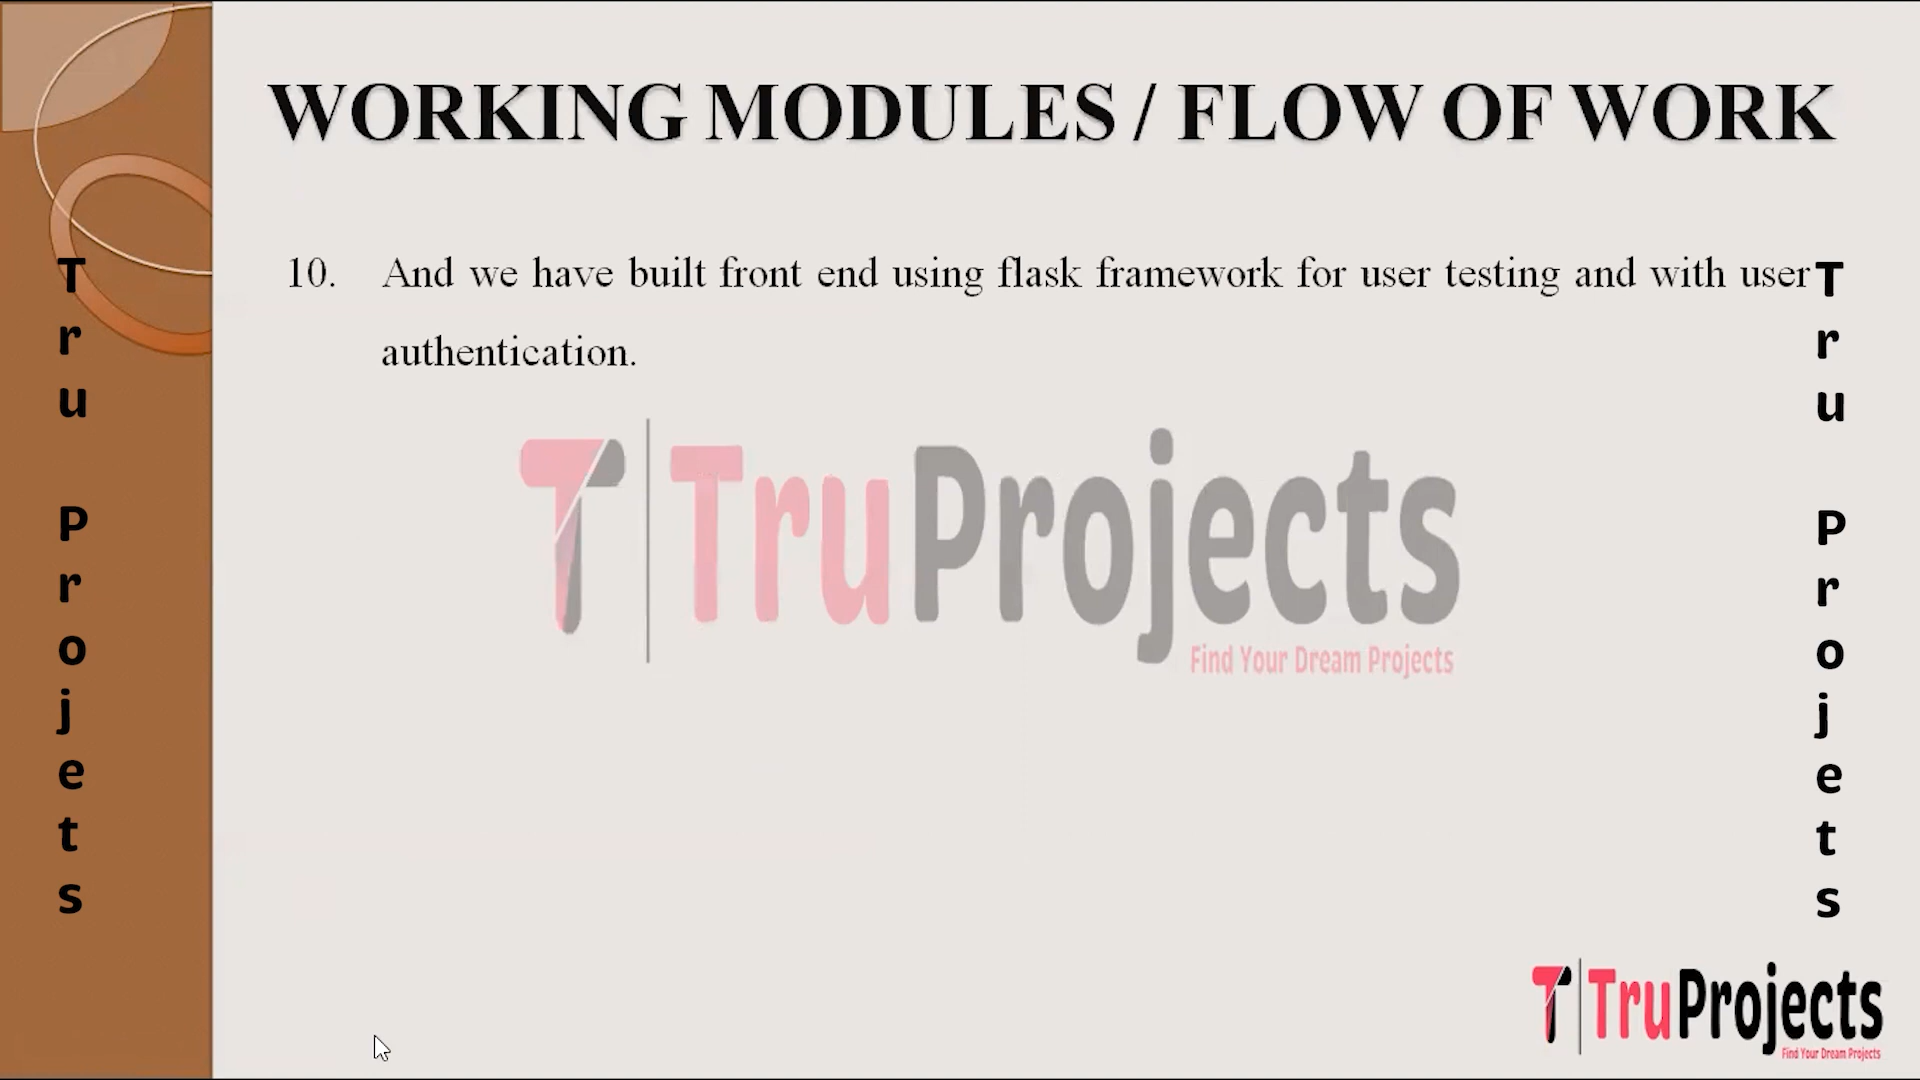 WORKING MODULES / FLOW OF WORK
10. And we have built front end using flask framework for user testing and with user
authentication.
TruProjects
Find Your Dream Projects
Tru Projets
Tru Projets
TruProjects
Find Your Dream Projects